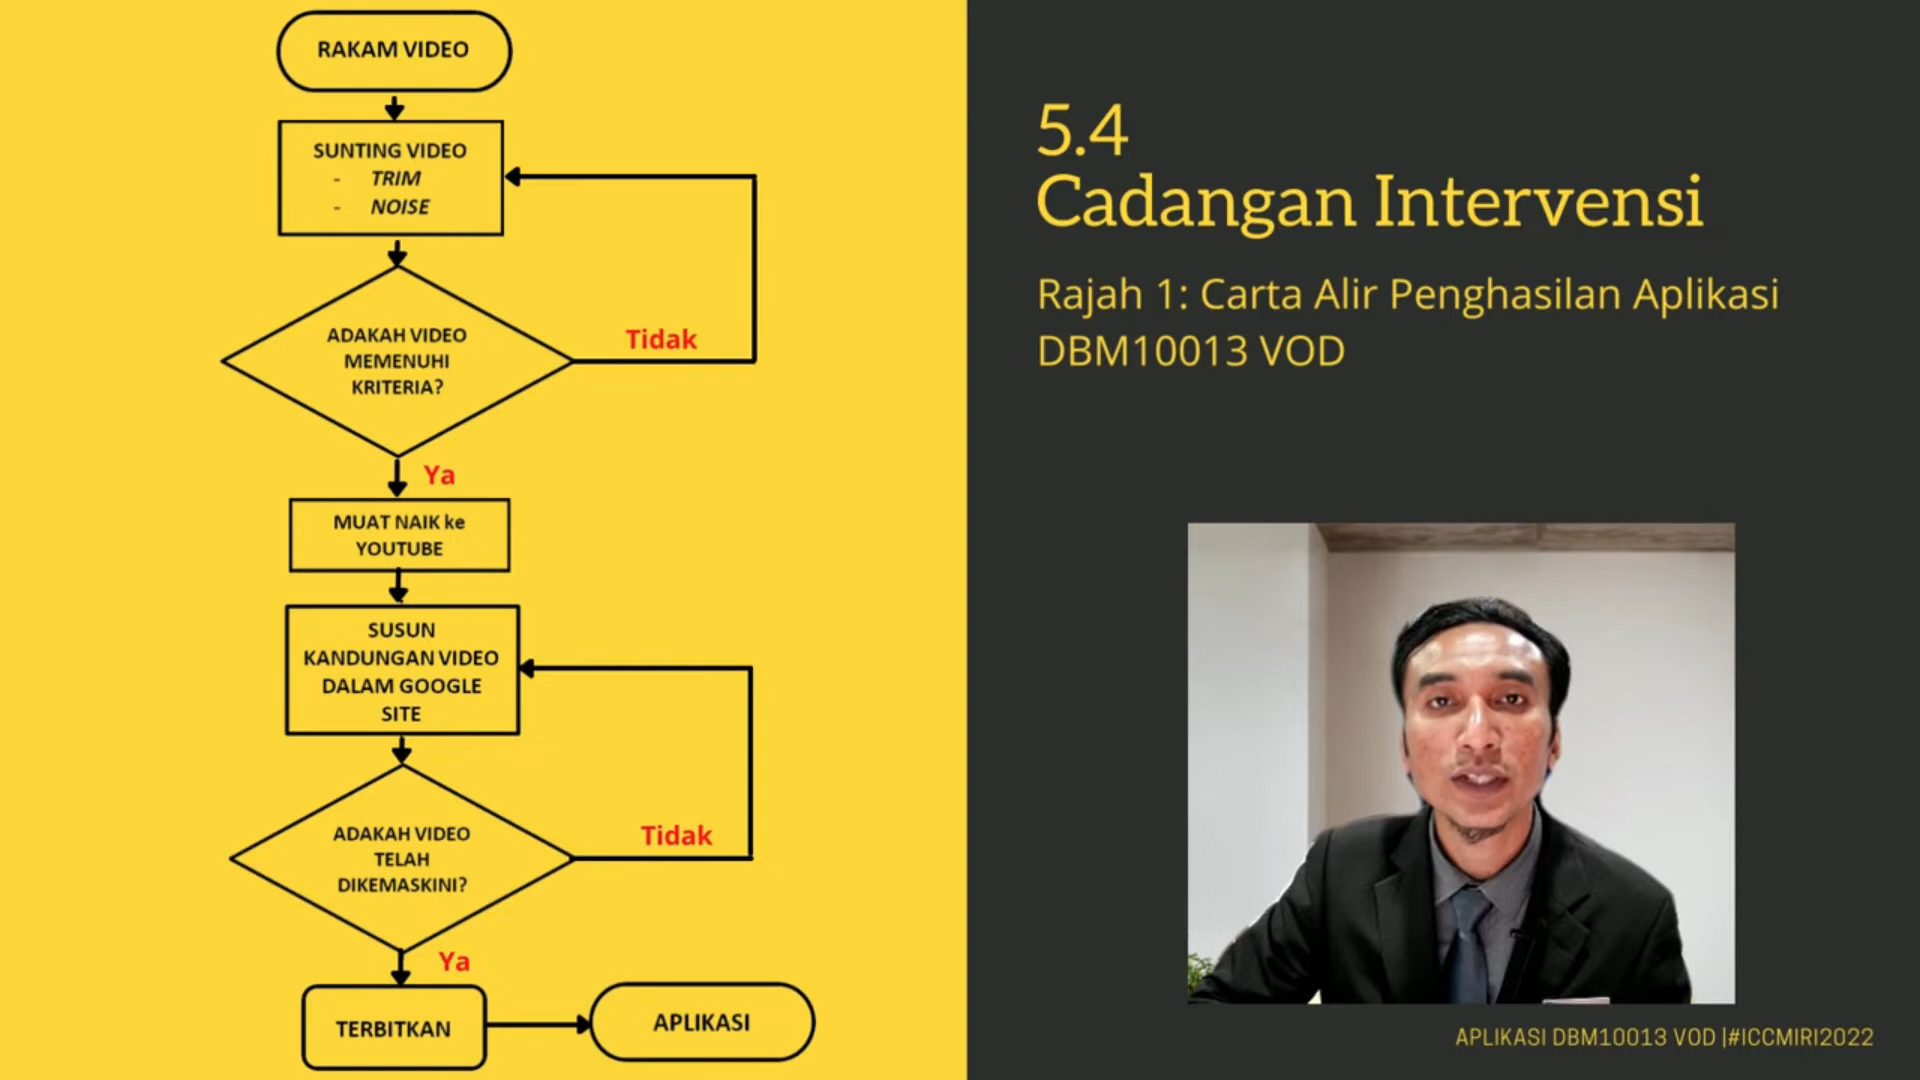 RAKAM VIDEO
SUNTING VIDEO
- TRIM
- NOISE
ADAKAH VIDEO
MEMENUHI
KRITERIA?
Tidak
Ya
MUAT NAIK ke
YOUTUBE
SUSUN
KANDUNGAN VIDEO
DALAM GOOGLE
SITE
ADAKAH VIDEO
TELAH
DIKEMASKINI?
Tidak
Ya
TERBITKAN
APLIKASI
5.4
Cadangan Intervensi
Rajah 1: Carta Alir Penghasilan Aplikasi
DBM10013 VOD
APLIKASI DBM10013 VOD |#ICCMIRI2022